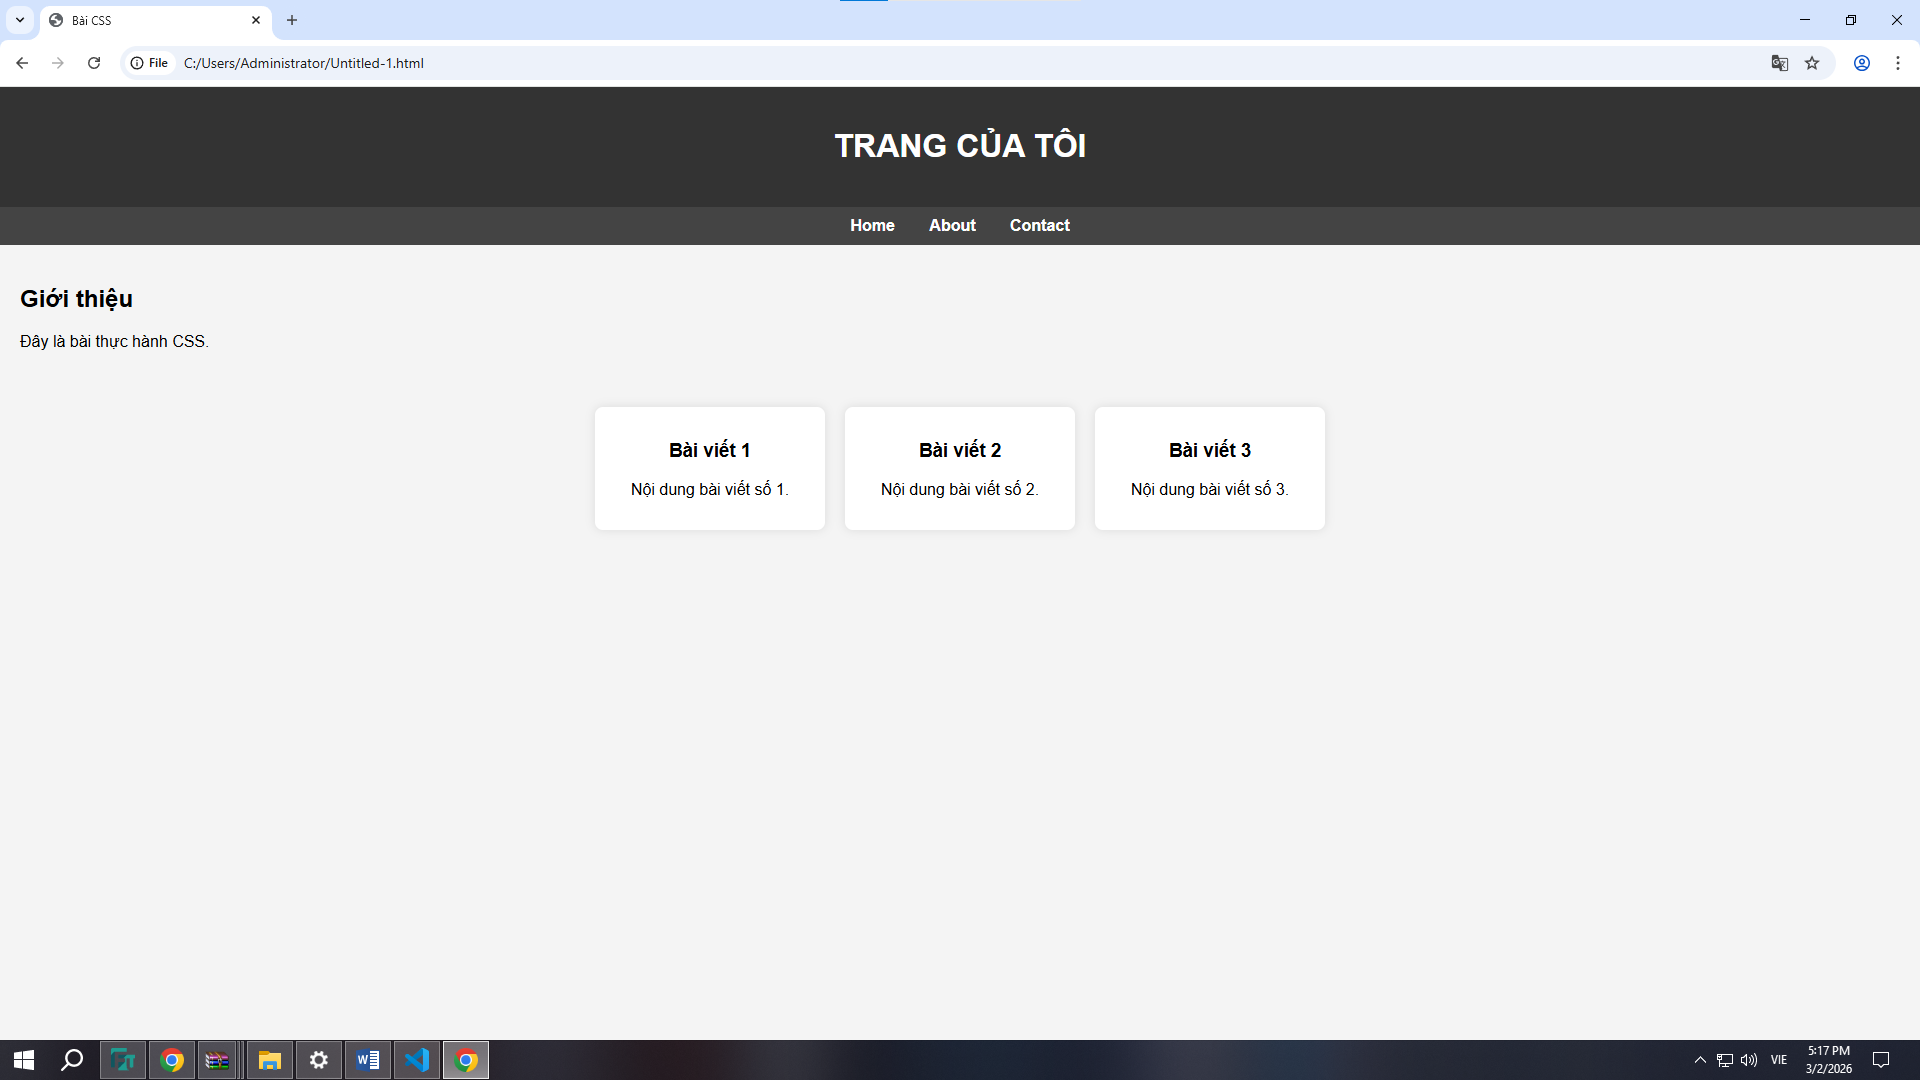 Bài CSS
File C:/Users/Administrator/Untitled-1.html
TRANG CỦA TÔI
Home About Contact
Giới thiệu
Đây là bài thực hành CSS.
Bài viết 1
Nội dung bài viết số 1.
Bài viết 2
Nội dung bài viết số 2.
Bài viết 3
Nội dung bài viết số 3.
VIE
5:17 PM
3/2/2026